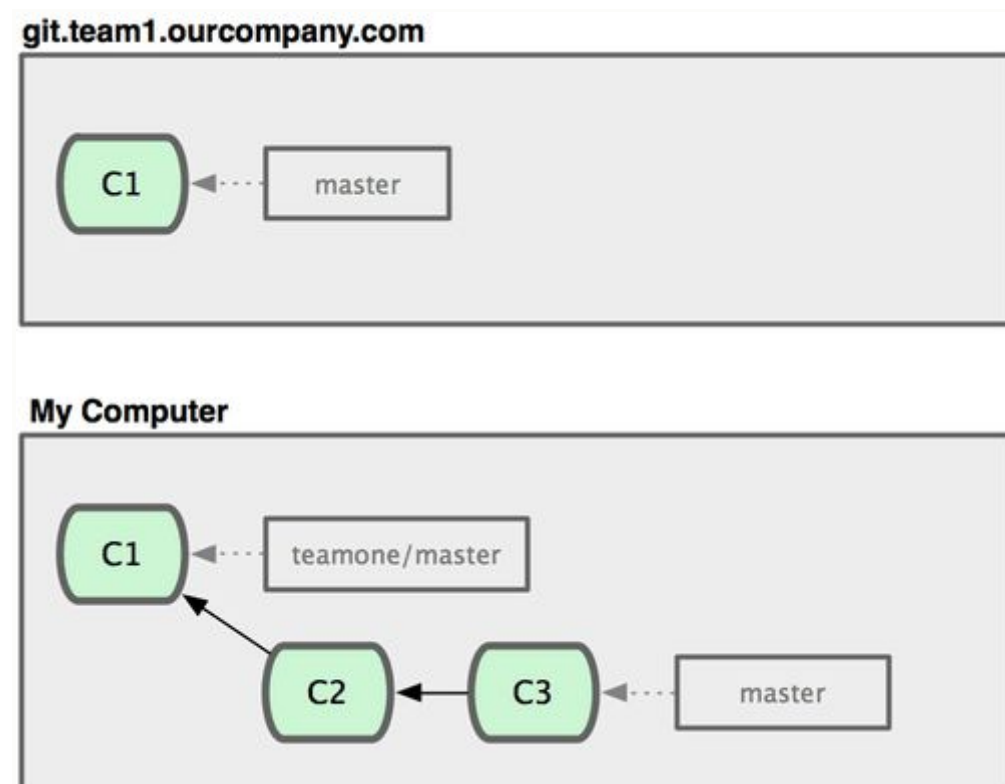 git.team1.ourcompany.com
C1
master
My Computer
C1
teamone/master
C2
C3
master